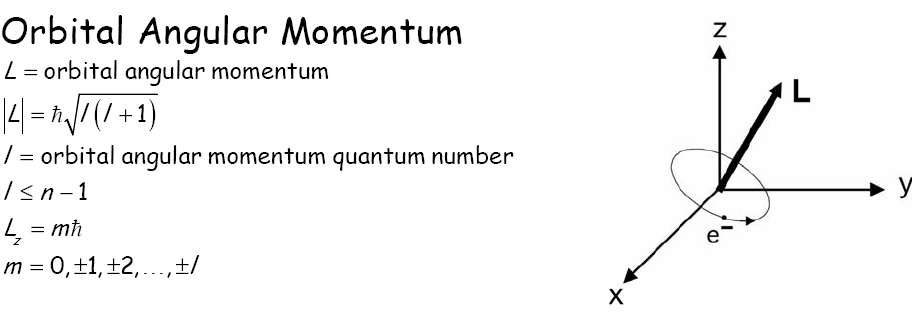 Orbital Angular Momentum
L = orbital angular momentum
|L| = ℏ√(l(l + 1))
l = orbital angular momentum quantum number
l ≤ n − 1
L_z = mℏ
m = 0, ±1, ±2, ..., ±l
z
L
y
e⁻
x